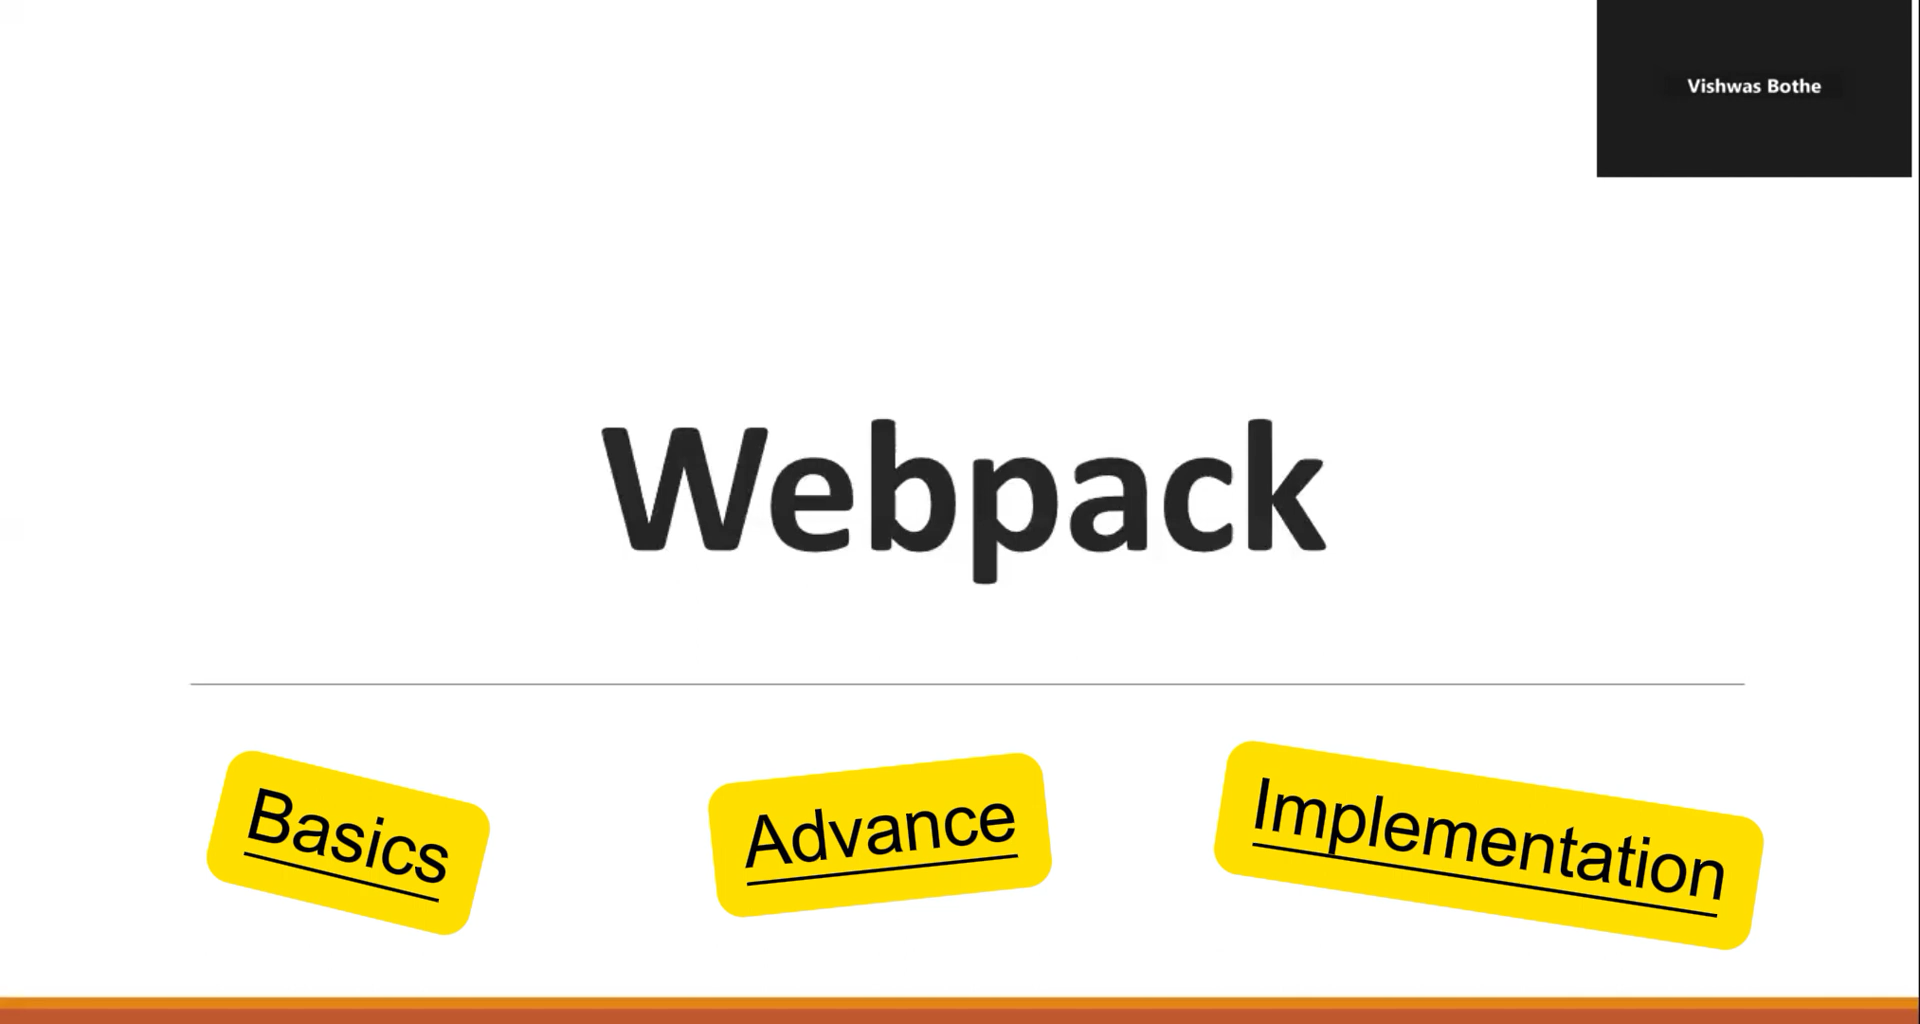 Vishwas Bothe
Webpack
Basics
Advance
Implementation